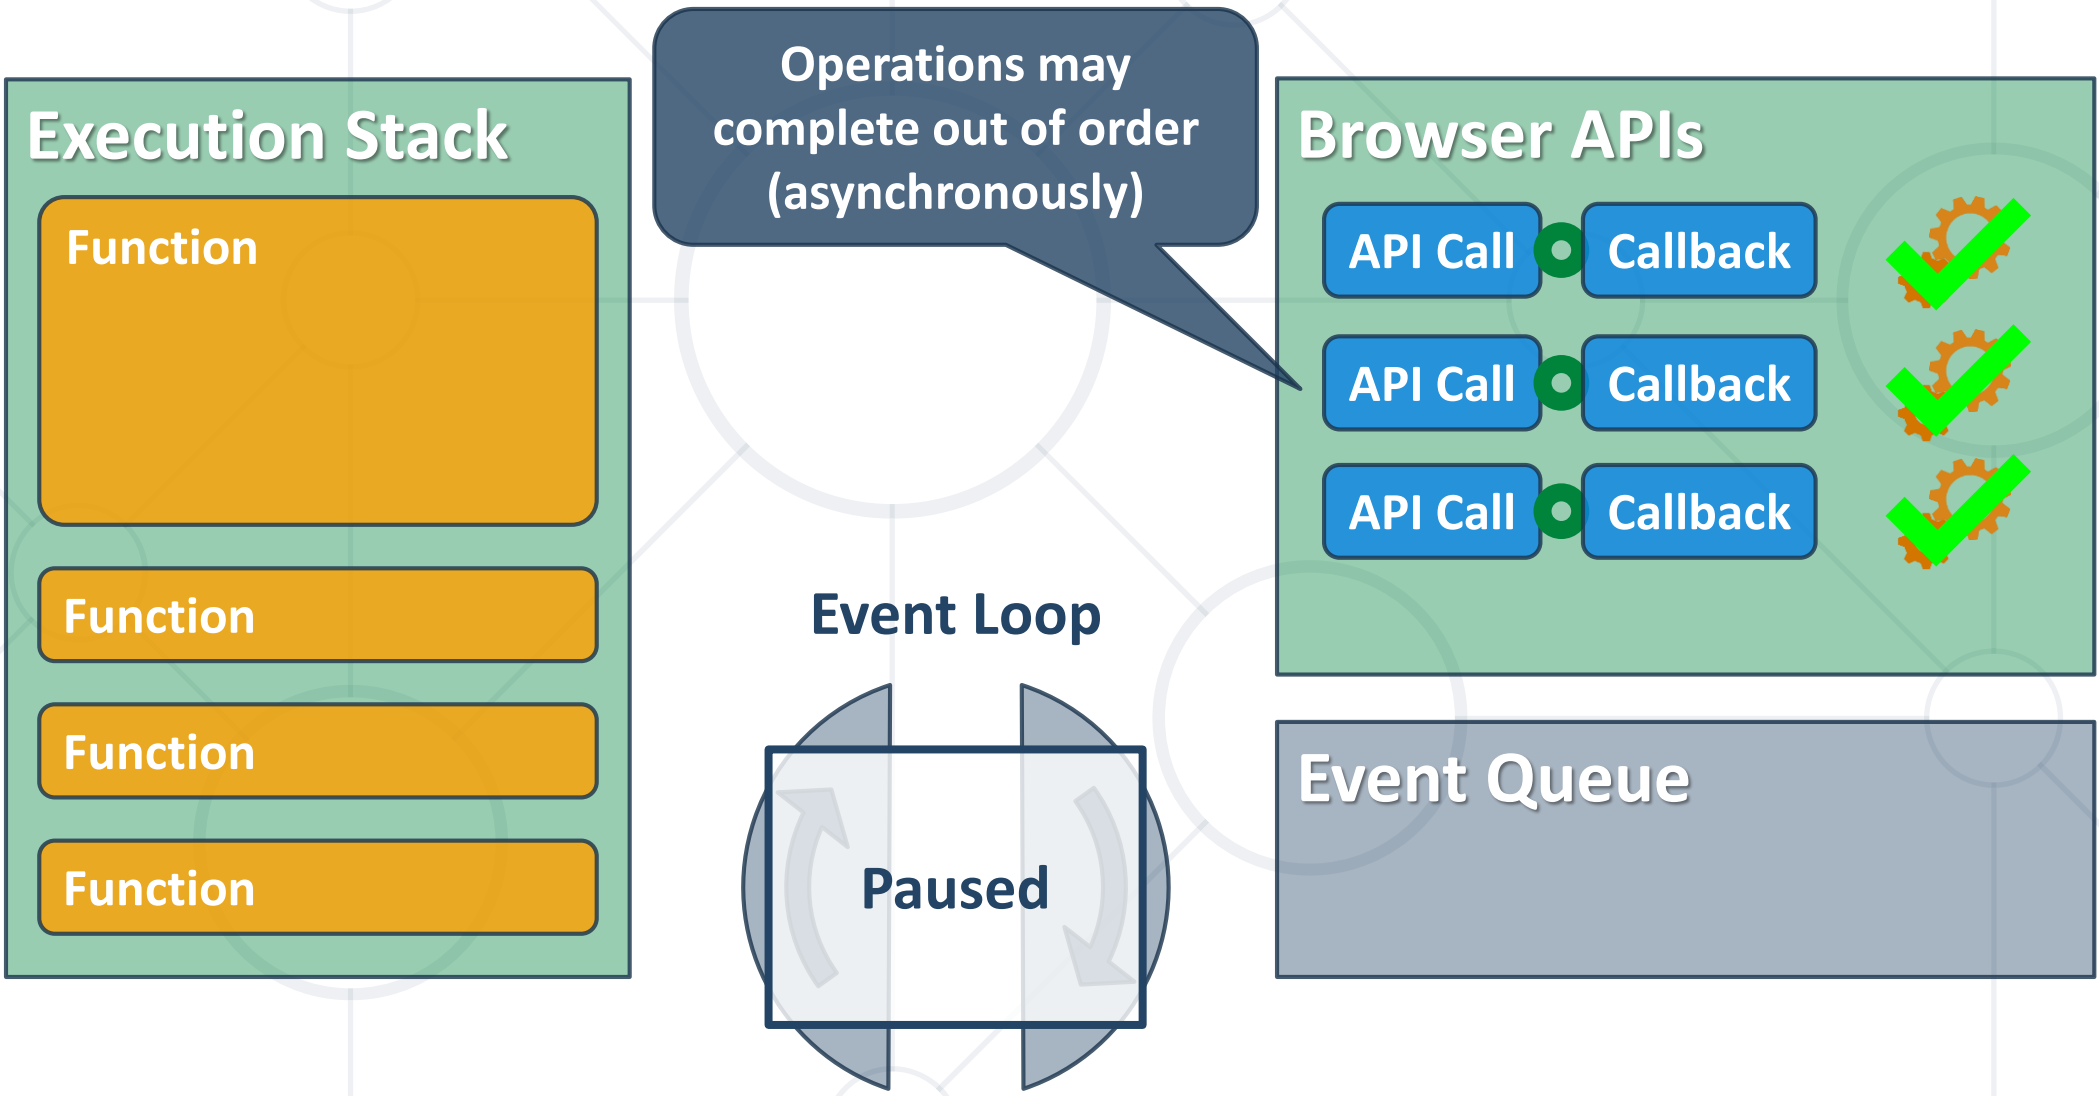 Operations may
complete out of order
(asynchronously)
Execution Stack
Function
Function
Function
Function
Event Loop
Paused
Browser APIs
API Call
Callback
API Call
Callback
API Call
Callback
Event Queue